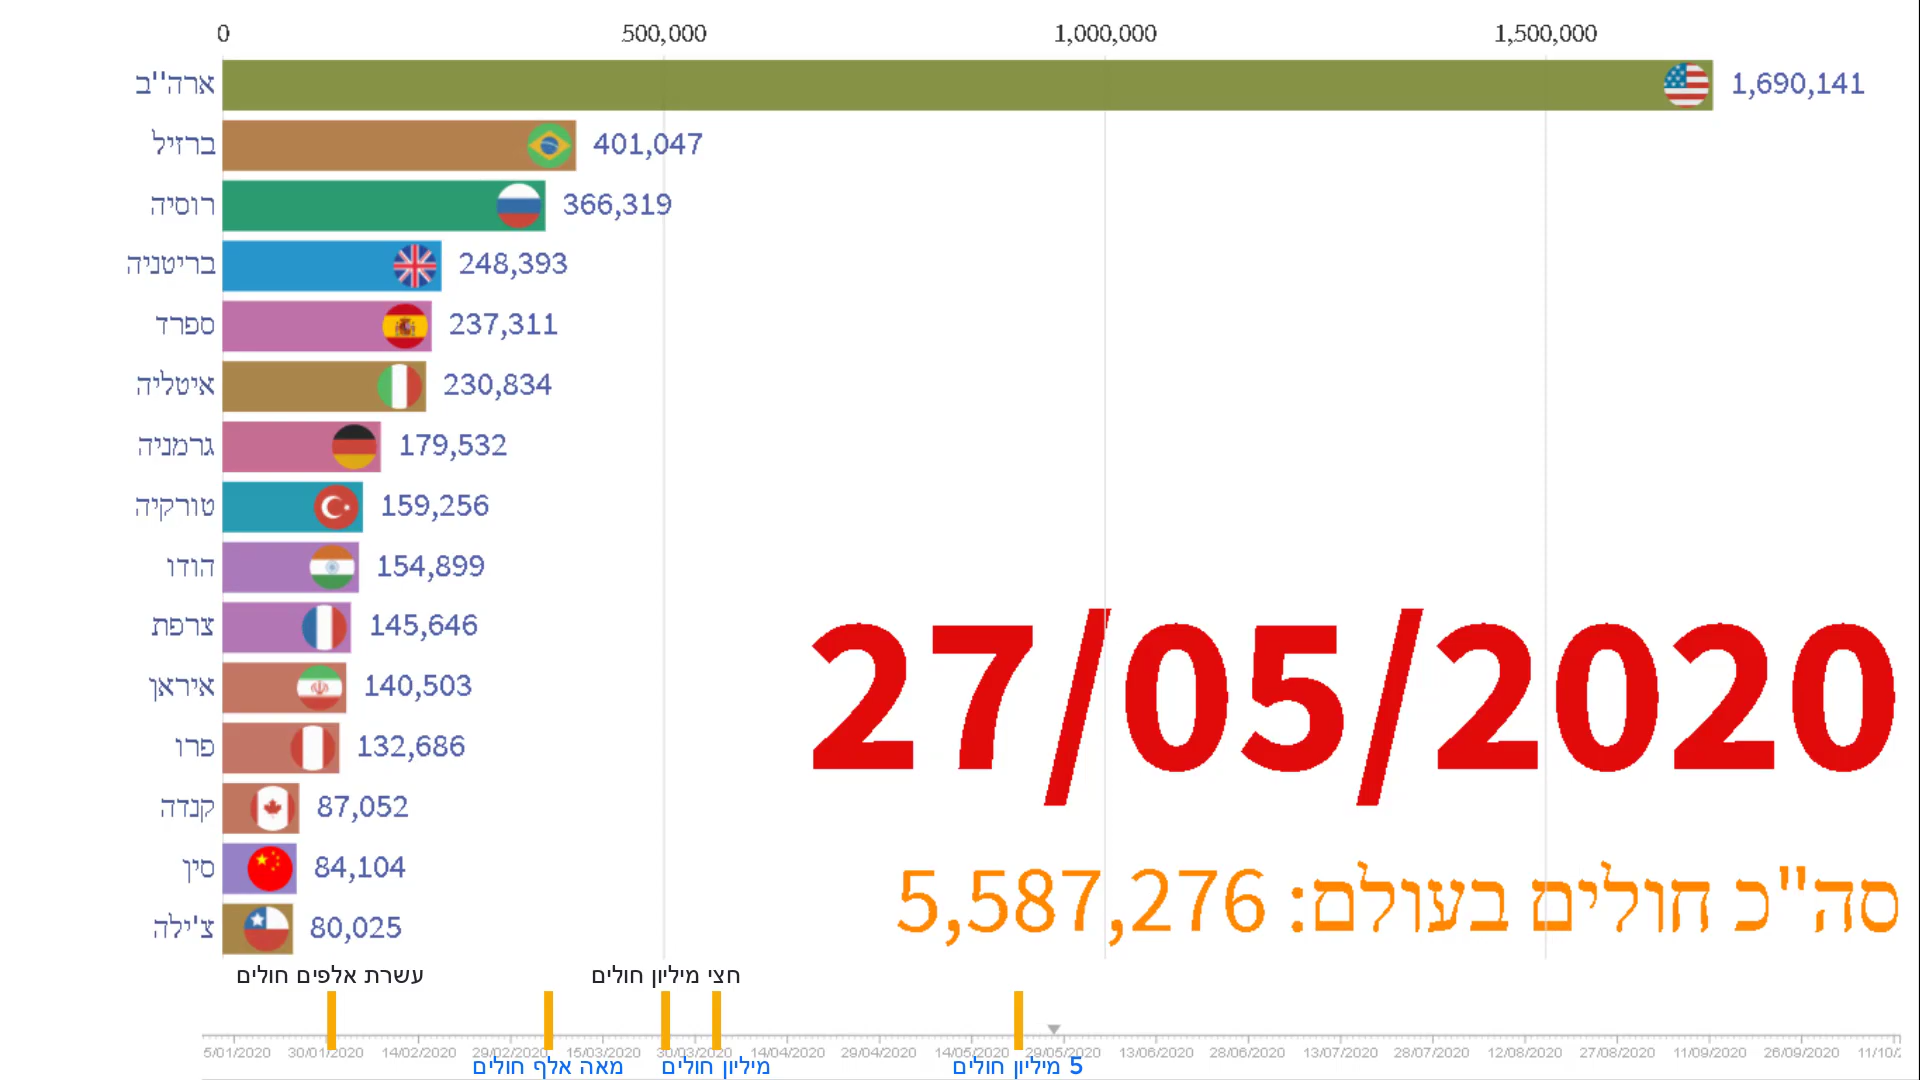 0 500,000 1,000,000 1,500,000
ארה''ב 1,690,141
ברזיל 401,047
רוסיה 366,319
בריטניה 248,393
ספרד 237,311
איטליה 230,834
גרמניה 179,532
טורקיה 159,256
הודו 154,899
צרפת 145,646
איראן 140,503
פרו 132,686
קנדה 87,052
סין 84,104
צ'ילה 80,025
27/05/2020
סה"כ חולים בעולם: 5,587,276
עשרת אלפים חולים
חצי מיליון חולים
5/01/2020 30/01/2020 14/02/2020 29/02/2020 15/03/2020 30/03/2020 14/04/2020 29/04/2020 14/05/2020 29/05/2020 13/06/2020 28/06/2020 13/07/2020 28/07/2020 12/08/2020 27/08/2020 11/09/2020 26/09/2020 11/10/2
מאה אלף חולים
מיליון חולים
5 מיליון חולים